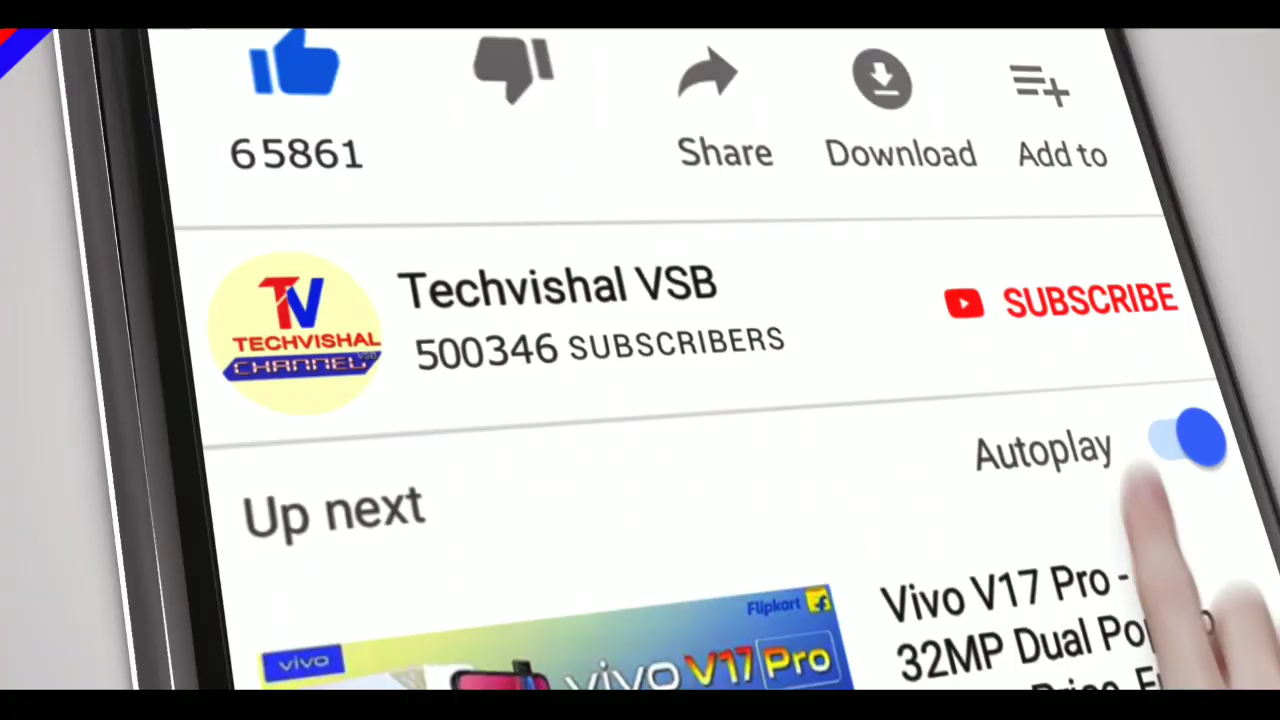 65861
Share
Download
Add to
TV
TECHVISHAL
VSB
CHANNEL
Techvishal VSB
500346 SUBSCRIBERS
SUBSCRIBE
Autoplay
Up next
Flipkart
vivo
vivo V17 Pro
Vivo V17 Pro -
32MP Dual